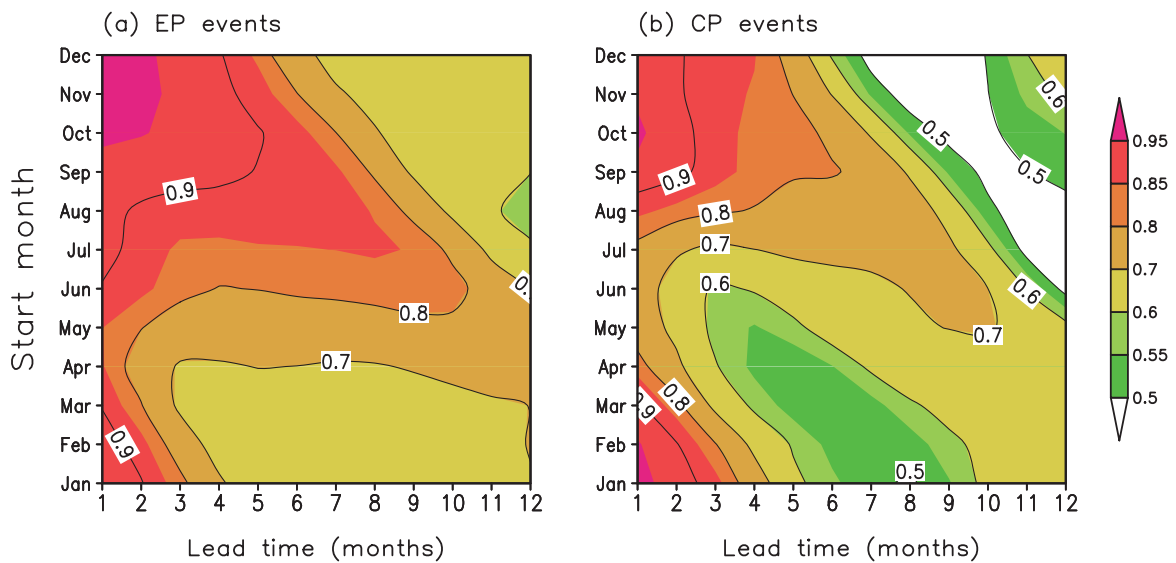 (a) EP events
(b) CP events
Start month
Dec
Nov
Oct
Sep
Aug
Jul
Jun
May
Apr
Mar
Feb
Jan
0.9
0.8
0.7
0.9
0.
1 2 3 4 5 6 7 8 9 10 11 12
Lead time (months)
Dec
Nov
Oct
Sep
Aug
Jul
Jun
May
Apr
Mar
Feb
Jan
0.6
0.5
0.5
0.9
0.8
0.7
0.6
0.6
0.7
0.8
0.9
0.5
1 2 3 4 5 6 7 8 9 10 11 12
Lead time (months)
0.95
0.85
0.8
0.7
0.6
0.55
0.5